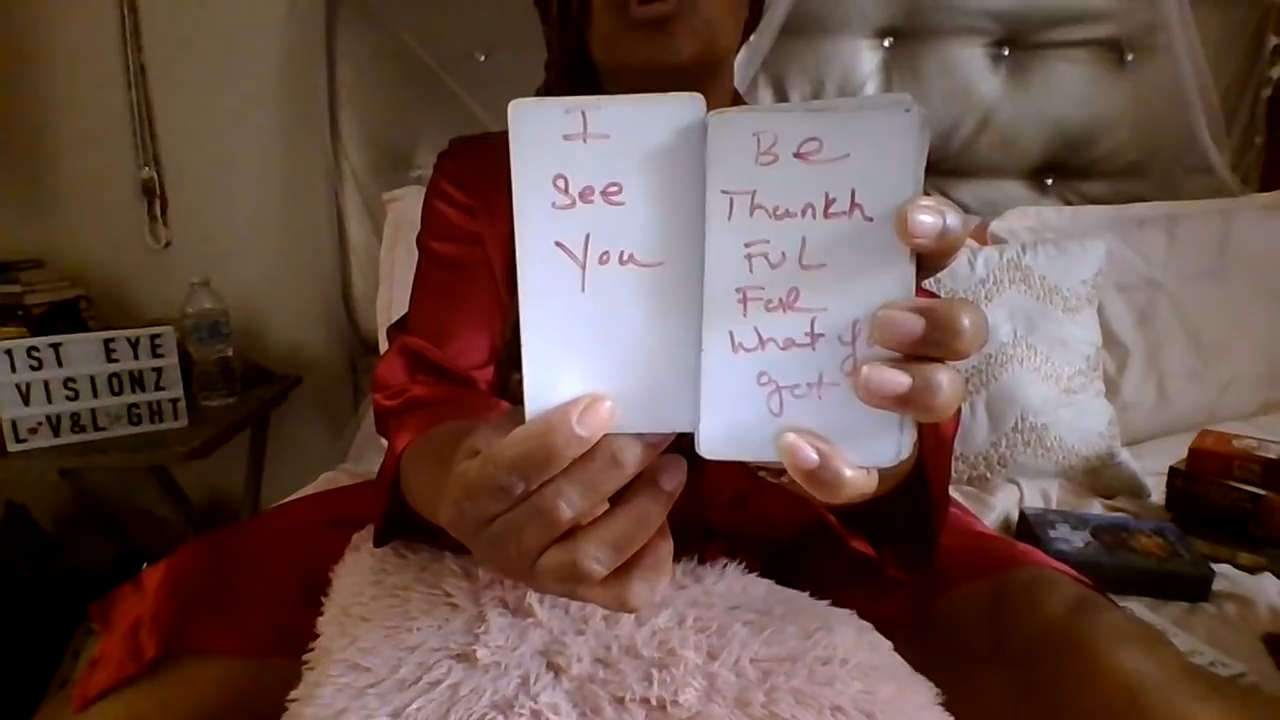 I
See
You
Be
Thankh
FUL
FOR
What y
got
1ST EYE
VISIONZ
L♥V&L GHT